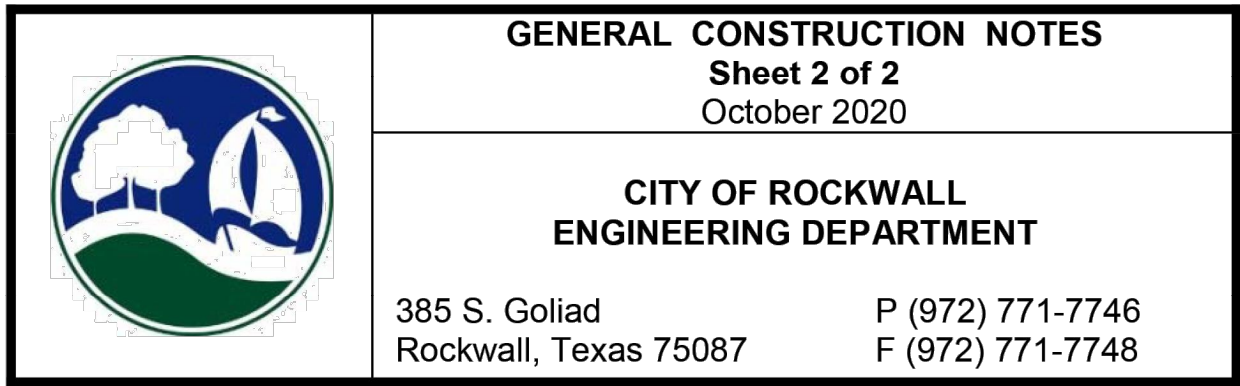 GENERAL CONSTRUCTION NOTES
Sheet 2 of 2
October 2020
CITY OF ROCKWALL
ENGINEERING DEPARTMENT
385 S. Goliad P (972) 771-7746
Rockwall, Texas 75087 F (972) 771-7748